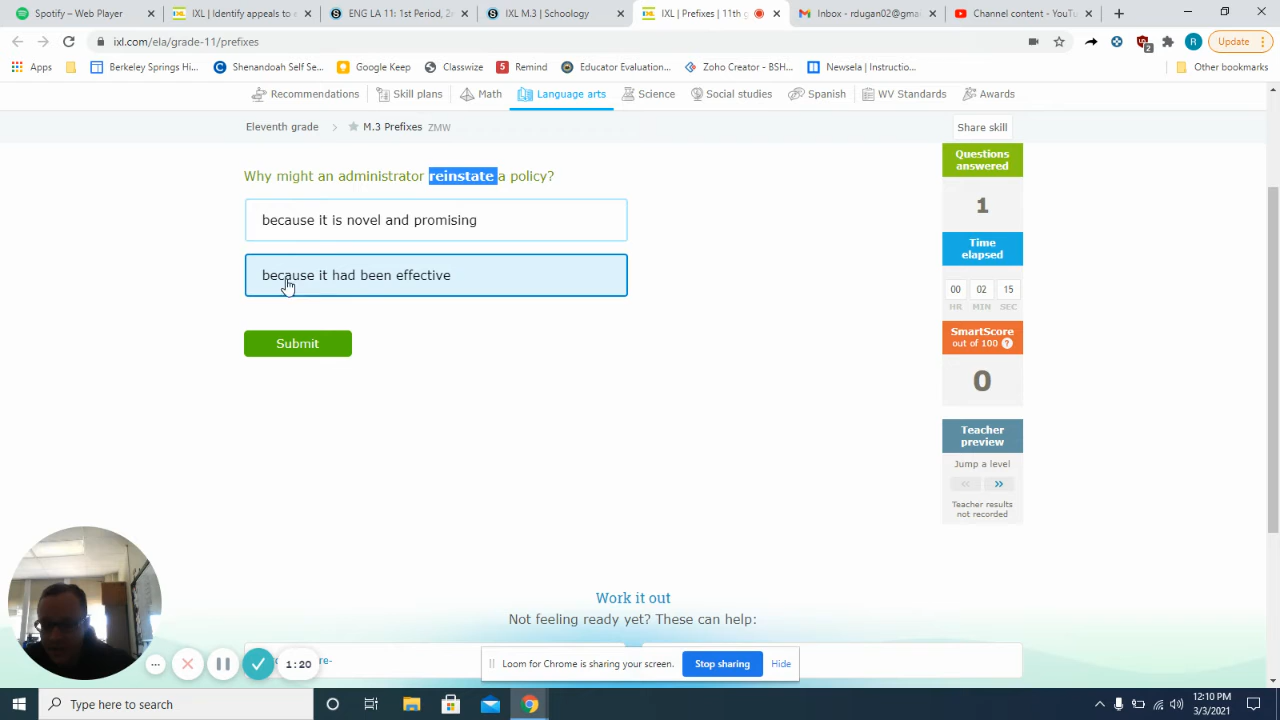 Spotify – Web Player
IXL | Identify appeals to e
ENG LA 11: 1st Period, 2
IXL M.3 | Schoology
IXL | Prefixes | 11th g
Inbox - rdugan02@gma
Channel content - YouTu
ixl.com/ela/grade-11/prefixes
2
R
Update
Apps
Berkeley Springs Hi...
Shenandoah Self Se...
Google Keep
Classwize
5 Remind
Educator Evaluation...
Zoho Creator - BSH...
Newsela | Instructio...
Other bookmarks
Recommendations
Skill plans
Math
Language arts
Science
Social studies
Spanish
WV Standards
Awards
Eleventh grade > M.3 Prefixes ZMW
Share skill
Why might an administrator reinstate a policy?
because it is novel and promising
because it had been effective
Submit
Questions
answered
1
Time
elapsed
00 02 15
HR MIN SEC
SmartScore
out of 100 ?
0
Teacher
preview
Jump a level
<< >>
Teacher results
not recorded
Work it out
Not feeling ready yet? These can help:
re-
1:20
Loom for Chrome is sharing your screen.
Stop sharing
Hide
Type here to search
12:10 PM
3/3/2021